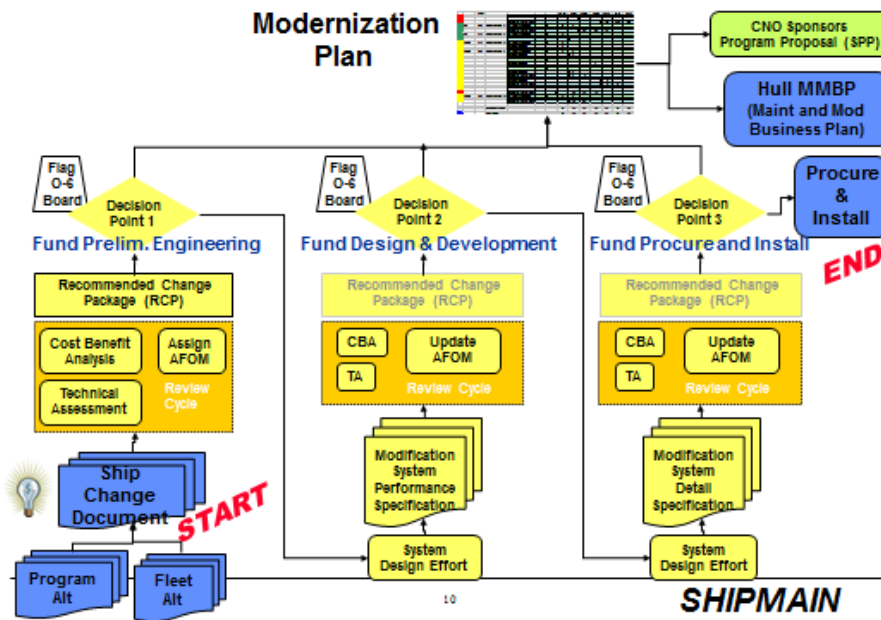 Modernization
Plan
CNO Sponsors
Program Proposal (SPP)
Hull MMBP
(Maint and Mod
Business Plan)
Flag
O-6
Board
Decision
Point 1
Flag
O-6
Board
Decision
Point 2
Flag
O-6
Board
Decision
Point 3
Procure
&
Install
Fund Prelim. Engineering
Fund Design & Development
Fund Procure and Install
END
Recommended Change
Package (RCP)
Recommended Change
Package (RCP)
Recommended Change
Package (RCP)
Cost Benefit
Analysis
Assign
AFOM
Technical
Assessment
Review
Cycle
CBA
TA
Update
AFOM
Review Cycle
CBA
TA
Update
AFOM
Review Cycle
Ship
Change
Document
START
Modification
System
Performance
Specification
Modification
System
Detail
Specification
Program
Alt
Fleet
Alt
System
Design Effort
System
Design Effort
10
SHIPMAIN